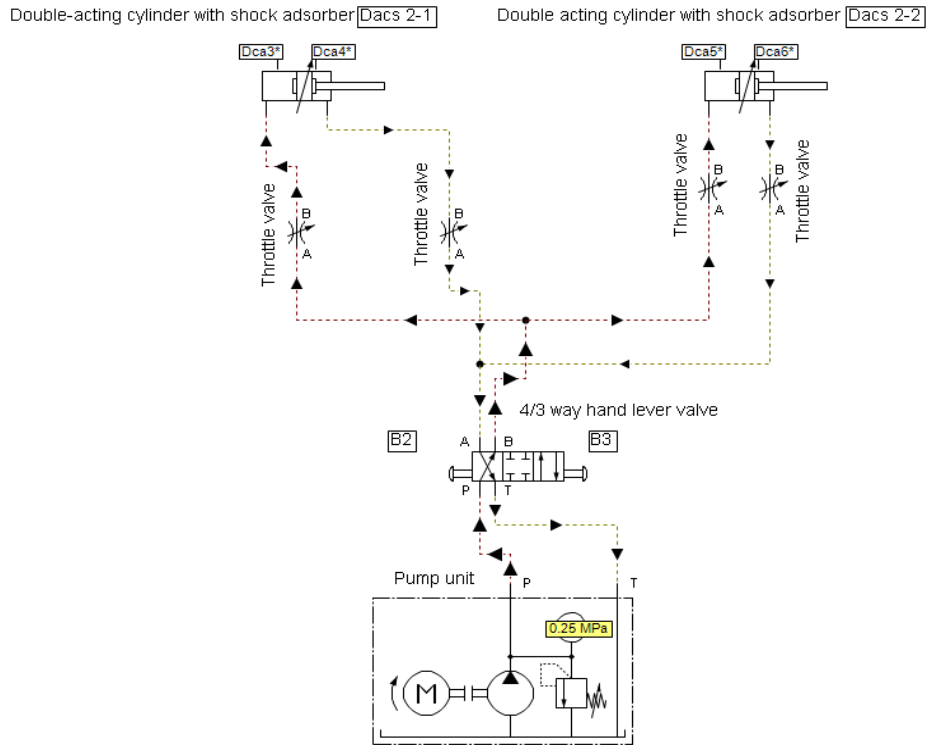 Double-acting cylinder with shock adsorber Dacs 2-1
Double acting cylinder with shock adsorber Dacs 2-2
Dca3* Dca4*
Dca5* Dca6*
Throttle valve
B
A
Throttle valve
B
A
Throttle valve
B
A
B
A
Throttle valve
4/3 way hand lever valve
B2
A B
B3
P T
Pump unit
P
T
0.25 MPa
M